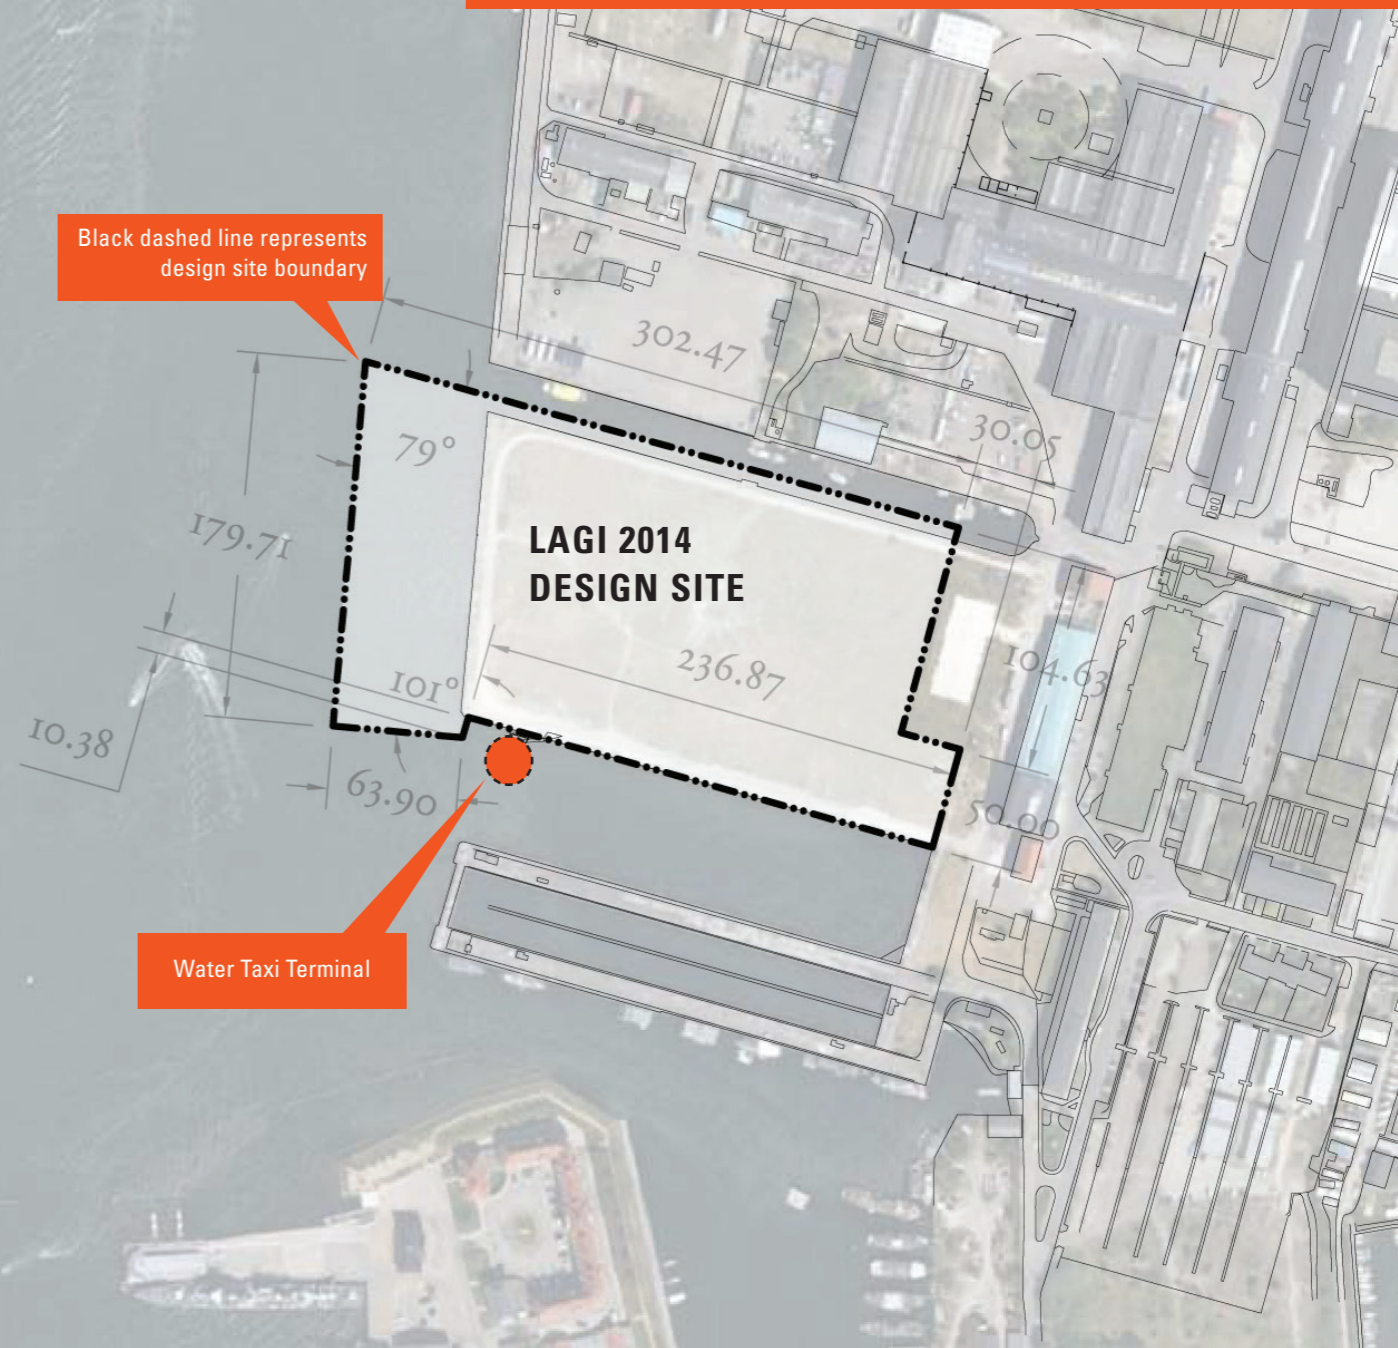 Black dashed line represents
design site boundary
302.47
30.05
79°
179.71
LAGI 2014
DESIGN SITE
104.63
236.87
101°
10.38
63.90
50.00
Water Taxi Terminal